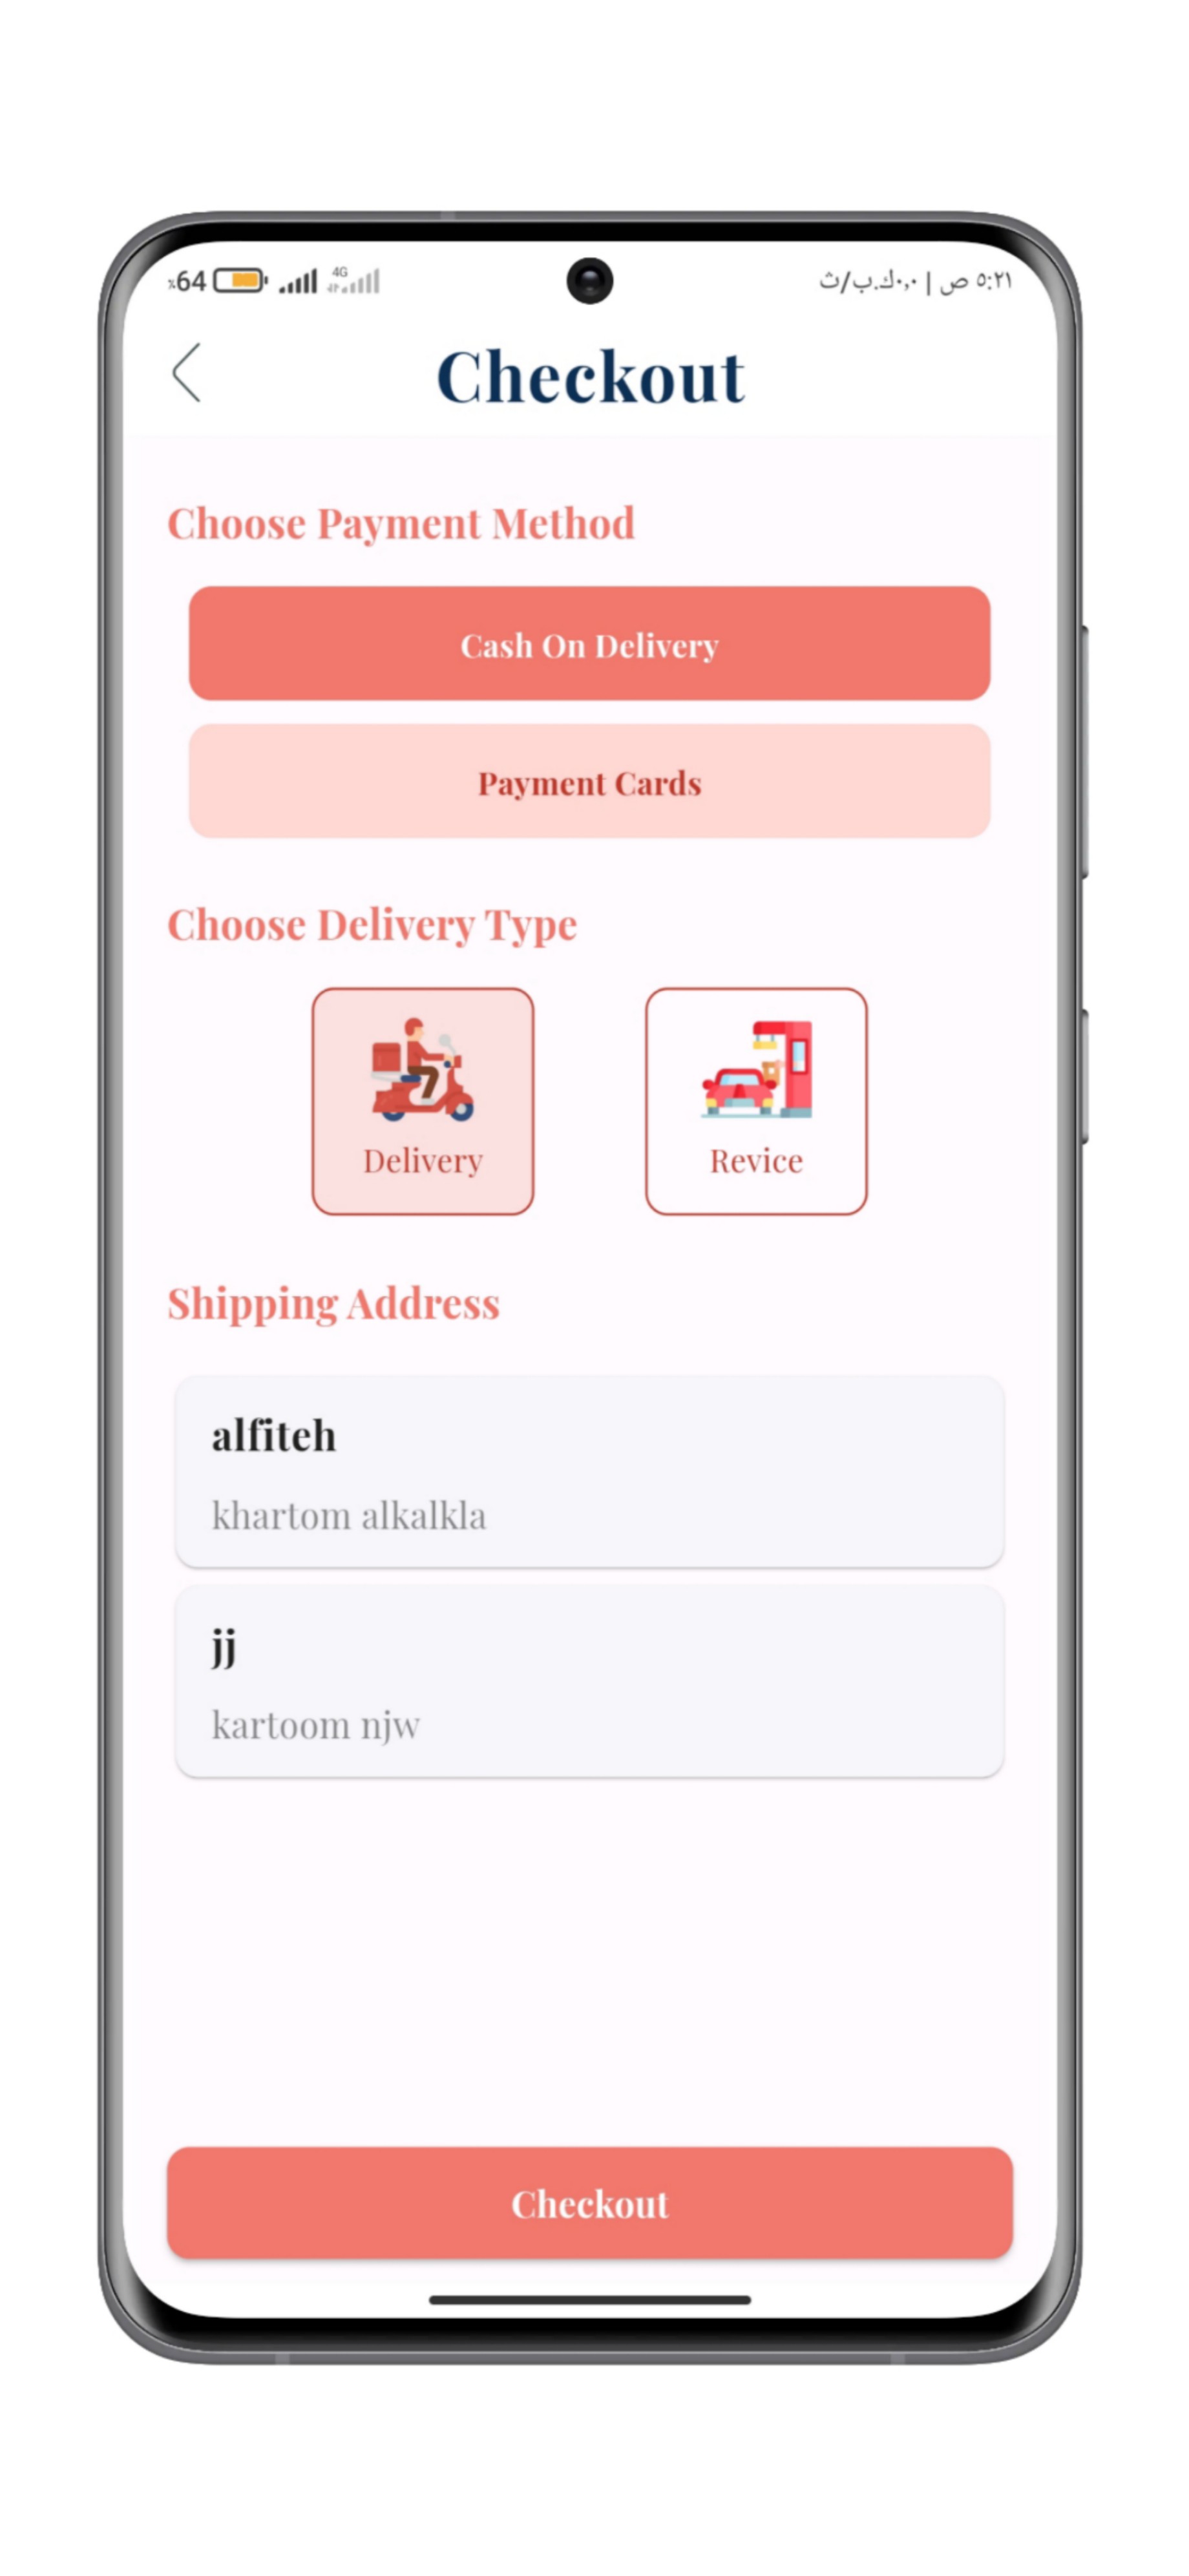 %64 4G ٥:٢١ ص | ٠,٠ك.ب/ث
Checkout
Choose Payment Method
Cash On Delivery
Payment Cards
Choose Delivery Type
Delivery Revice
Shipping Address
alfiteh
khartom alkalkla
jj
kartoom njw
Checkout